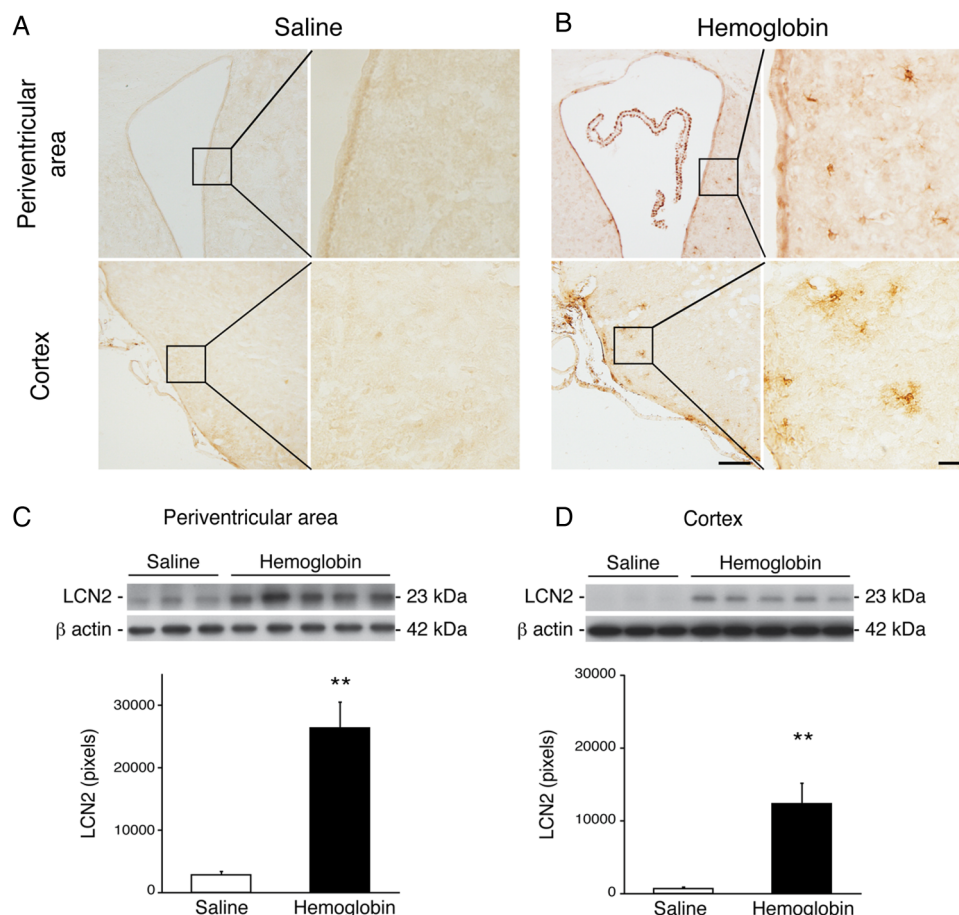 A
Saline
B
Hemoglobin
Periventricular
area
Cortex
C
Periventricular area
Saline
Hemoglobin
LCN2 -
- 23 kDa
β actin -
- 42 kDa
LCN2 (pixels)
30000
20000
10000
0
**
Saline
Hemoglobin
D
Cortex
Saline
Hemoglobin
LCN2 -
- 23 kDa
β actin -
- 42 kDa
LCN2 (pixels)
30000
20000
10000
0
**
Saline
Hemoglobin